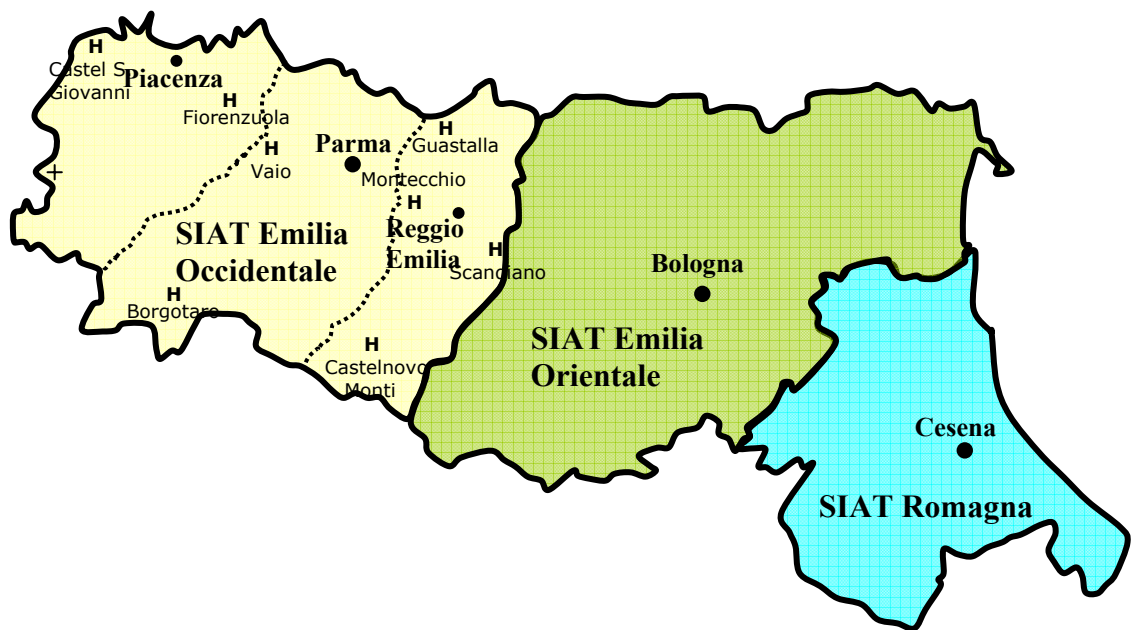 H
Castel S.
Giovanni
Piacenza
H
Fiorenzuola
H
Vaio
Parma
H
Guastalla
Montecchio
H
Reggio
Emilia
H
Scandiano
SIAT Emilia
Occidentale
H
Borgotaro
H
Castelnovo
Monti
Bologna
SIAT Emilia
Orientale
Cesena
SIAT Romagna